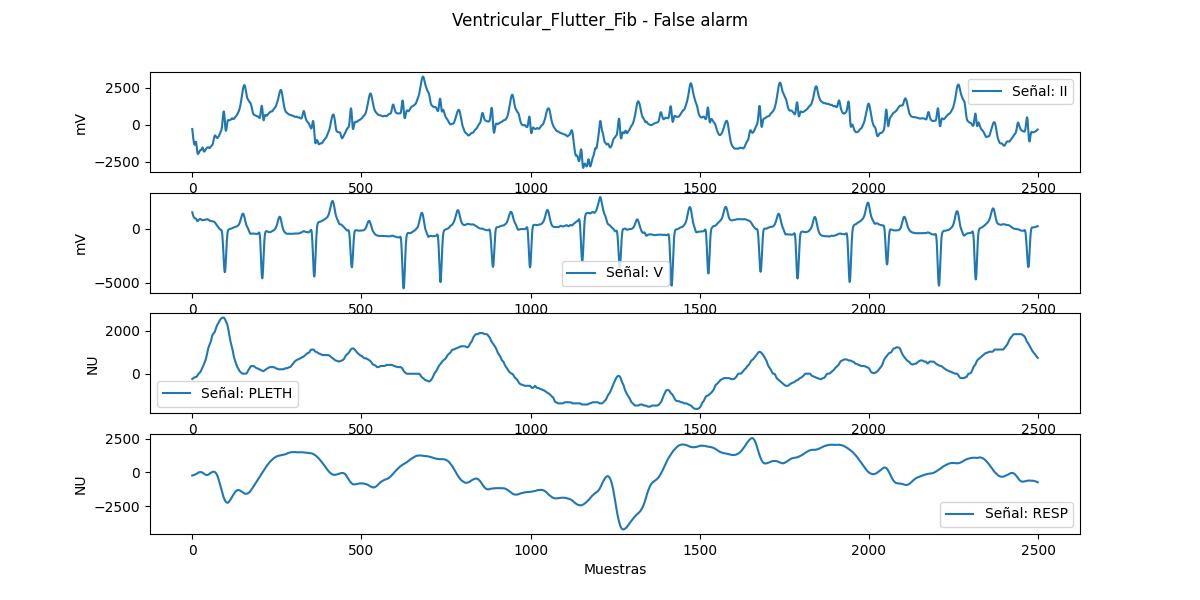 Ventricular_Flutter_Fib - False alarm
2500
0
−2500
mV
Señal: II
0 500 1000 1500 2000 2500
0
−5000
mV
Señal: V
0 500 1000 1500 2000 2500
2000
0
NU
Señal: PLETH
0 500 1000 1500 2000 2500
2500
0
−2500
NU
Señal: RESP
0 500 1000 1500 2000 2500
Muestras